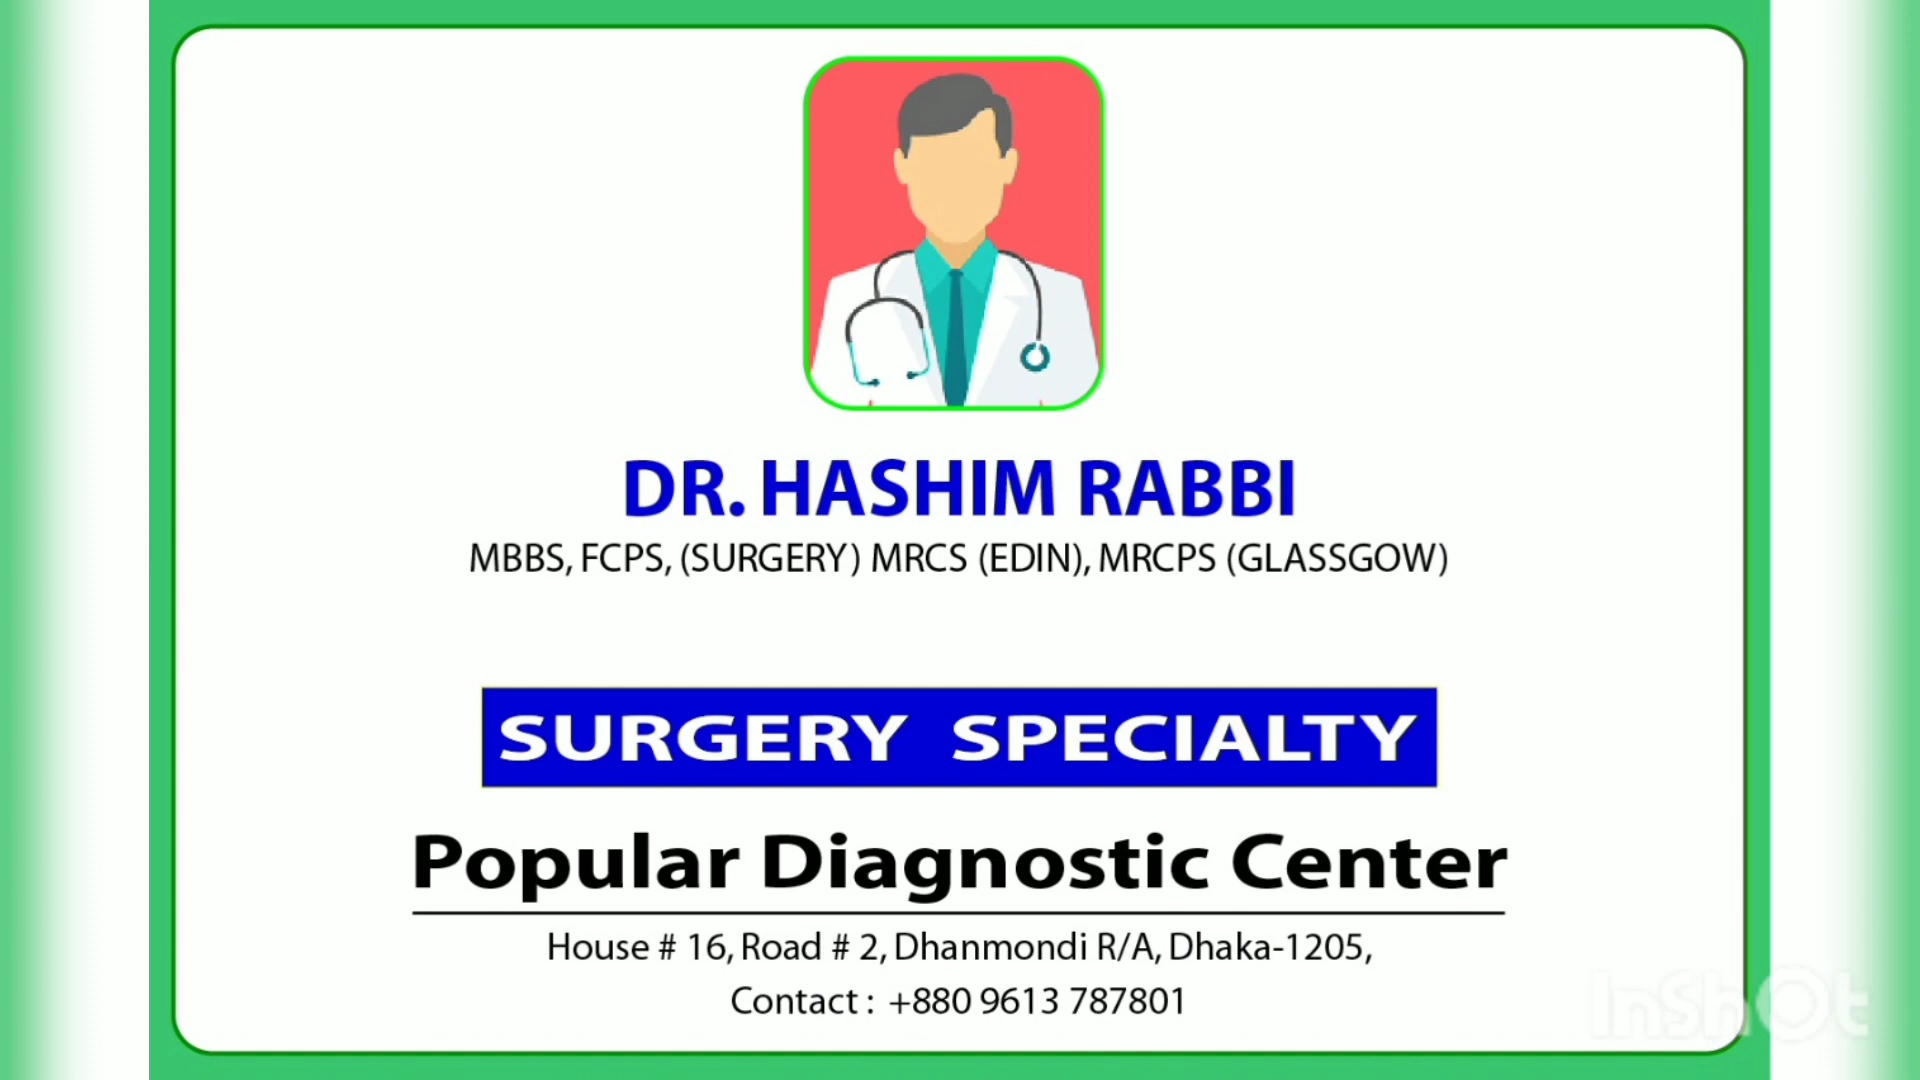 DR. HASHIM RABBI
MBBS, FCPS, (SURGERY) MRCS (EDIN), MRCPS (GLASSGOW)
SURGERY SPECIALTY
Popular Diagnostic Center
House # 16, Road # 2, Dhanmondi R/A, Dhaka-1205,
Contact : +880 9613 787801
InShOt